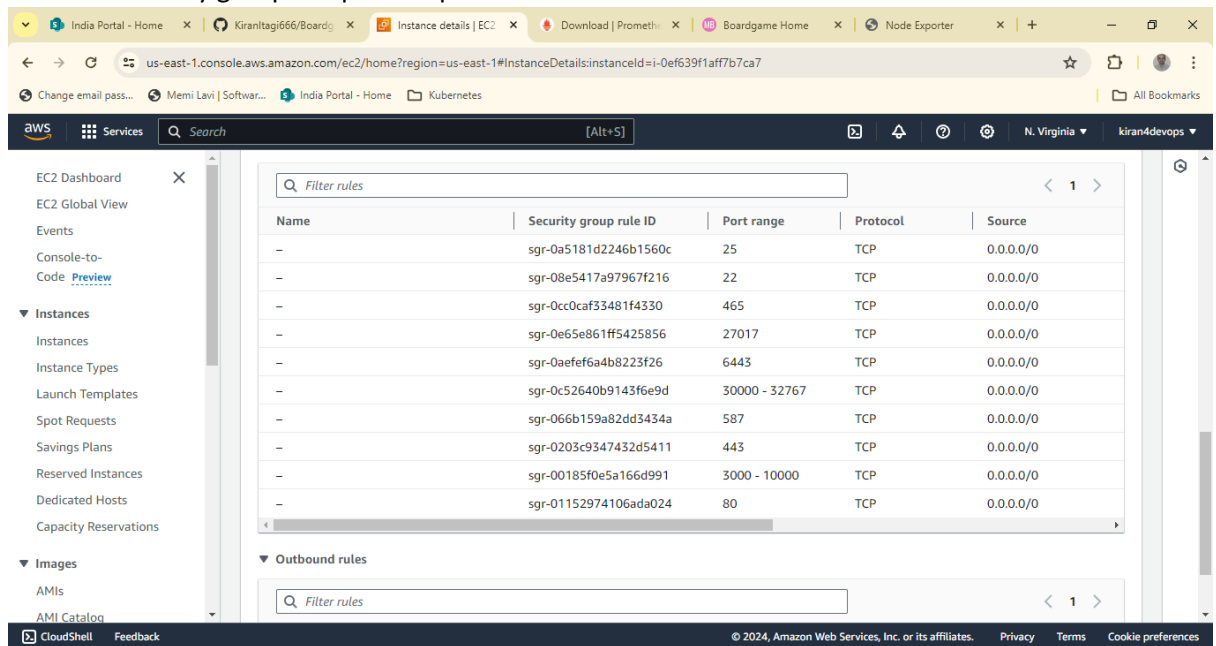 India Portal - Home
KiranItagi666/Boardg
Instance details | EC2
Download | Promethe
Boardgame Home
Node Exporter
us-east-1.console.aws.amazon.com/ec2/home?region=us-east-1#InstanceDetails:instanceId=i-0ef639f1aff7b7ca7
Change email pass...
Memi Lavi | Softwar...
India Portal - Home
Kubernetes
All Bookmarks
aws
Services
Search
[Alt+S]
N. Virginia
kiran4devops
EC2 Dashboard
EC2 Global View
Events
Console-to-
Code Preview
Instances
Instances
Instance Types
Launch Templates
Spot Requests
Savings Plans
Reserved Instances
Dedicated Hosts
Capacity Reservations
Images
AMIs
AMI Catalog
Filter rules
1
Name Security group rule ID Port range Protocol Source
– sgr-0a5181d2246b1560c 25 TCP 0.0.0.0/0
– sgr-08e5417a97967f216 22 TCP 0.0.0.0/0
– sgr-0cc0caf33481f4330 465 TCP 0.0.0.0/0
– sgr-0e65e861ff5425856 27017 TCP 0.0.0.0/0
– sgr-0aefef6a4b8223f26 6443 TCP 0.0.0.0/0
– sgr-0c52640b9143f6e9d 30000 - 32767 TCP 0.0.0.0/0
– sgr-066b159a82dd3434a 587 TCP 0.0.0.0/0
– sgr-0203c9347432d5411 443 TCP 0.0.0.0/0
– sgr-00185f0e5a166d991 3000 - 10000 TCP 0.0.0.0/0
– sgr-01152974106ada024 80 TCP 0.0.0.0/0
Outbound rules
Filter rules
1
CloudShell Feedback
© 2024, Amazon Web Services, Inc. or its affiliates. Privacy Terms Cookie preferences